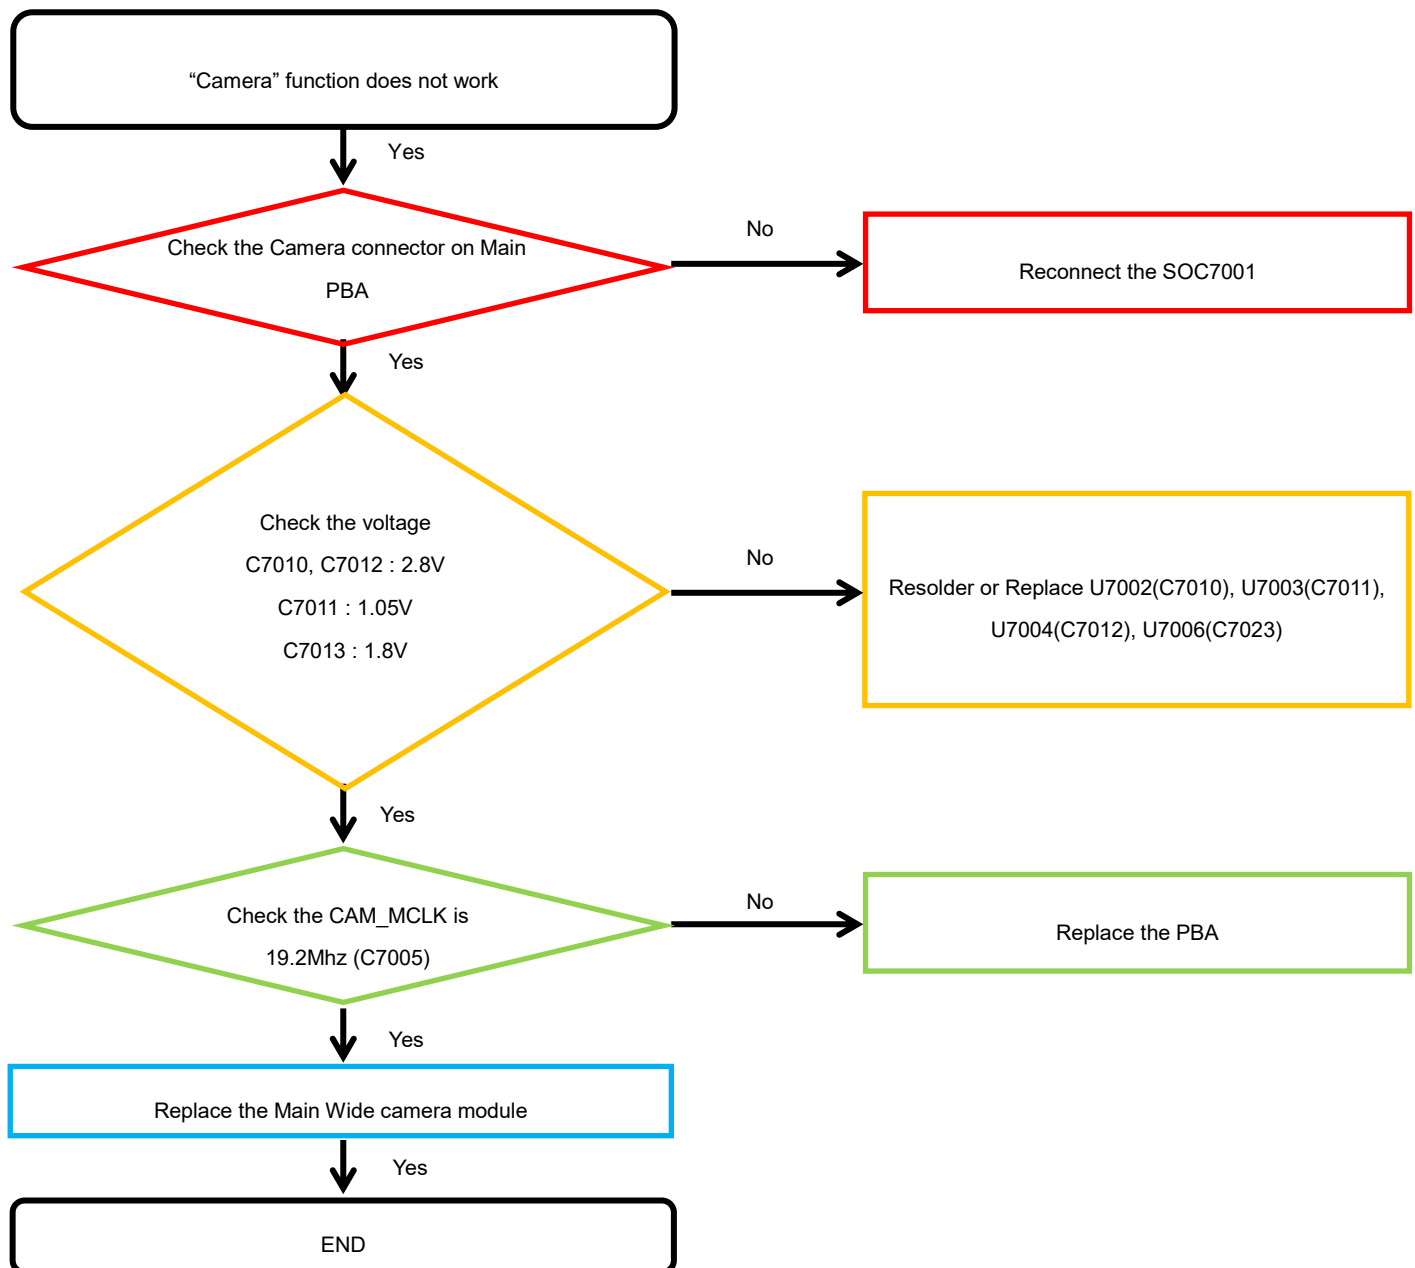 “Camera” function does not work
Yes
Check the Camera connector on Main
PBA
No
Reconnect the SOC7001
Yes
Check the voltage
C7010, C7012 : 2.8V
C7011 : 1.05V
C7013 : 1.8V
No
Resolder or Replace U7002(C7010), U7003(C7011),
U7004(C7012), U7006(C7023)
Yes
Check the CAM_MCLK is
19.2Mhz (C7005)
No
Replace the PBA
Yes
Replace the Main Wide camera module
Yes
END